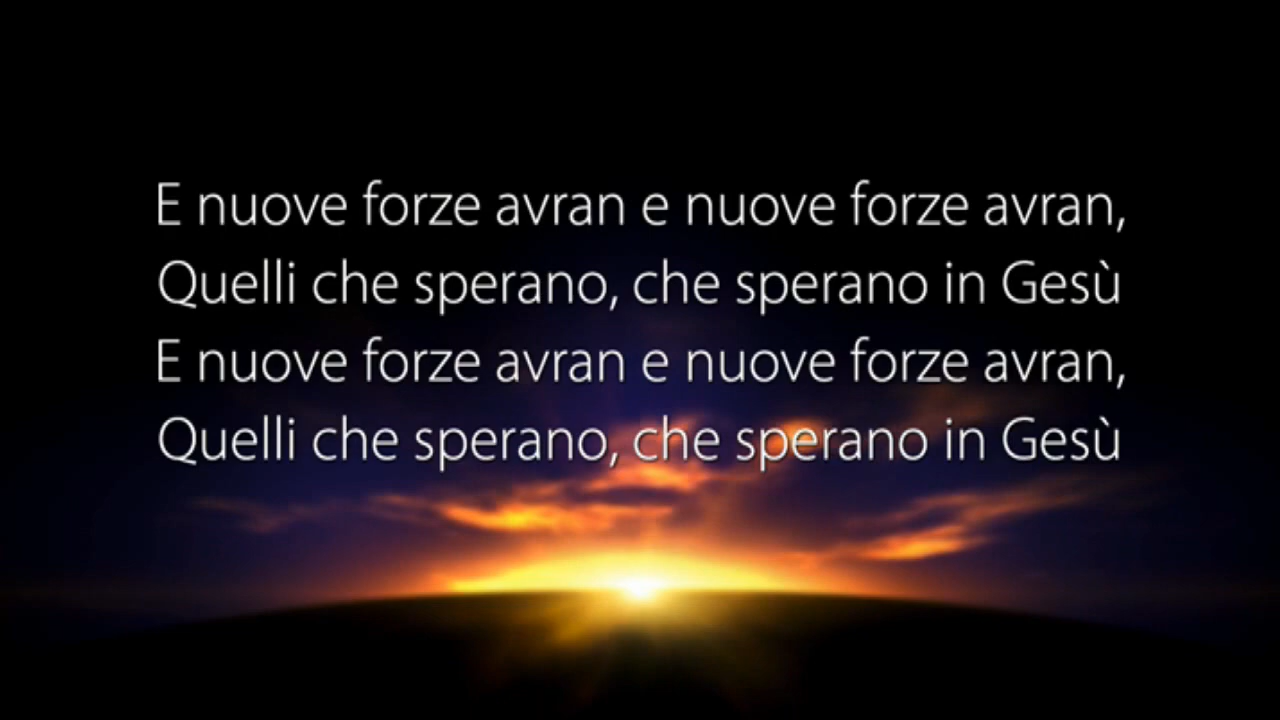 E nuove forze avran e nuove forze avran,
Quelli che sperano, che sperano in Gesù
E nuove forze avran e nuove forze avran,
Quelli che sperano, che sperano in Gesù